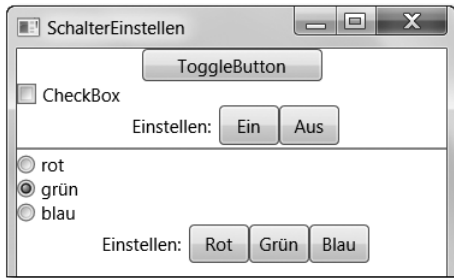 SchalterEinstellen
ToggleButton
CheckBox
Einstellen: Ein Aus
rot
grün
blau
Einstellen: Rot Grün Blau